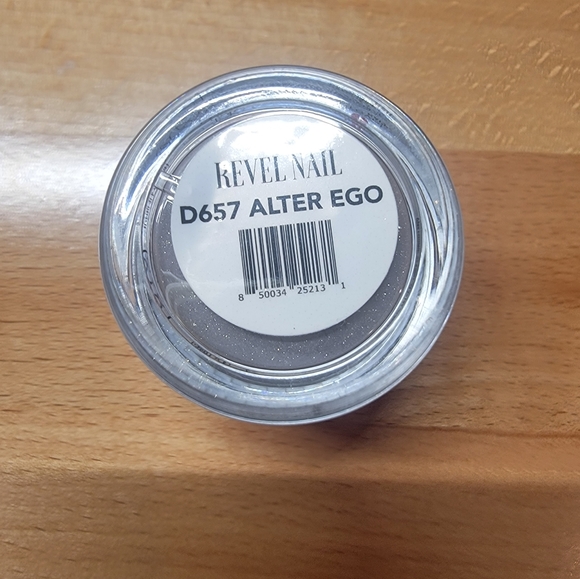 REVEL NAIL
D657 ALTER EGO
8 50034 25213 1